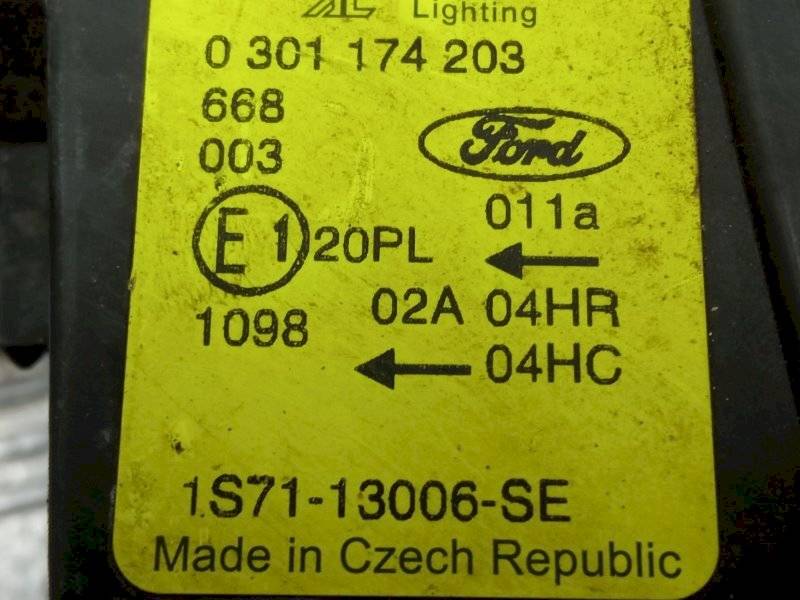 Lighting
0 301 174 203
668
003
Ford
011a
E1 20PL
02A 04HR
1098
04HC
1S71-13006-SE
Made in Czech Republic